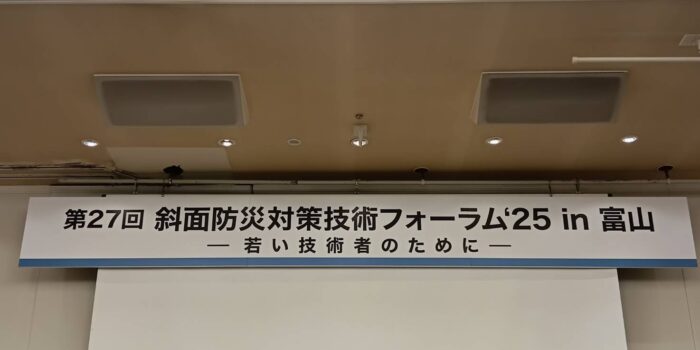 第27回 斜面防災対策技術フォーラム‘25 in 富山
― 若い技術者のために ―